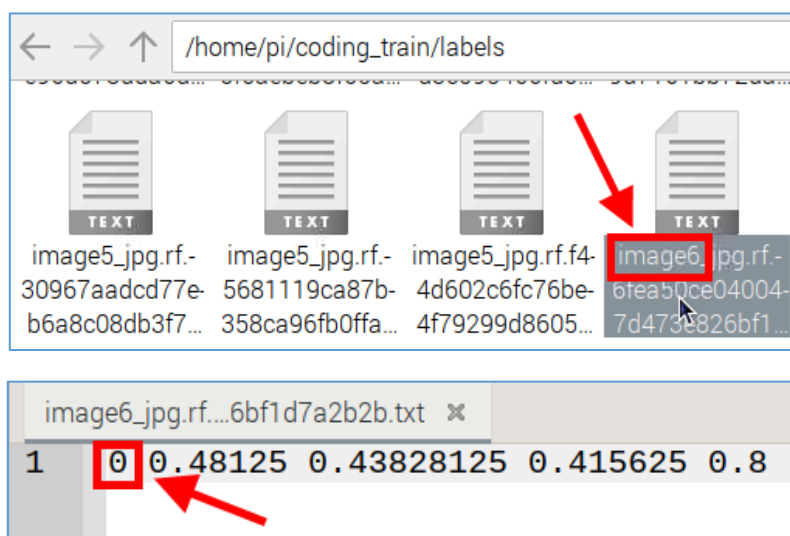 /home/pi/coding_train/labels
TEXT TEXT TEXT TEXT
image5_jpg.rf.- image5_jpg.rf.- image5_jpg.rf.f4- image6_jpg.rf.-
30967aadcd77e- 5681119ca87b- 4d602c6fc76be- 6fea50ce04004-
b6a8c08db3f7... 358ca96fb0ffa... 4f79299d8605... 7d473e826bf1...
image6_jpg.rf....6bf1d7a2b2b.txt ×
1 0 0.48125 0.43828125 0.415625 0.8